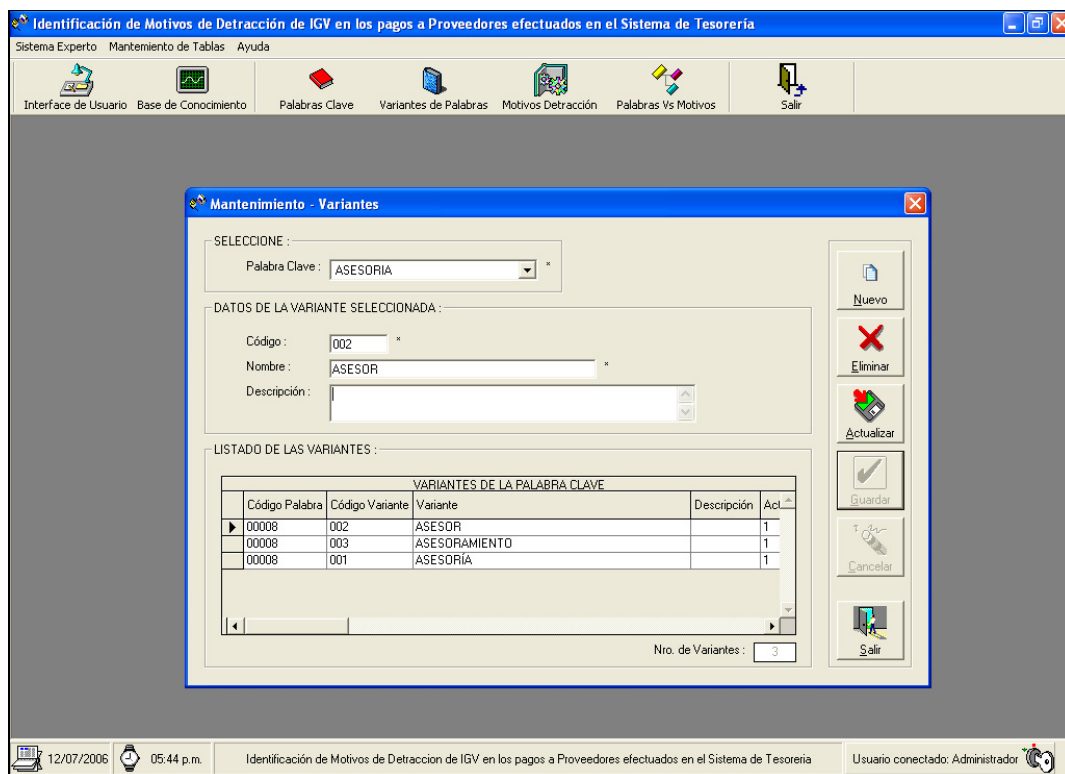 Identificación de Motivos de Detracción de IGV en los pagos a Proveedores efectuados en el Sistema de Tesorería
Sistema Experto Mantemiento de Tablas Ayuda
Interface de Usuario Base de Conocimiento Palabras Clave Variantes de Palabras Motivos Detracción Palabras Vs Motivos Salir
Mantenimiento - Variantes
SELECCIONE :
Palabra Clave : ASESORIA *
Nuevo
DATOS DE LA VARIANTE SELECCIONADA :
Código : 002 *
Nombre : ASESOR *
Eliminar
Descripción :
Actualizar
LISTADO DE LAS VARIANTES :
VARIANTES DE LA PALABRA CLAVE
Código Palabra Código Variante Variante Descripción Act
Guardar
00008 002 ASESOR 1
00008 003 ASESORAMIENTO 1
00008 001 ASESORÍA 1
Cancelar
Nro. de Variantes : 3
Salir
12/07/2006 05:44 p.m. Identificación de Motivos de Detraccion de IGV en los pagos a Proveedores efectuados en el Sistema de Tesoreria Usuario conectado: Administrador